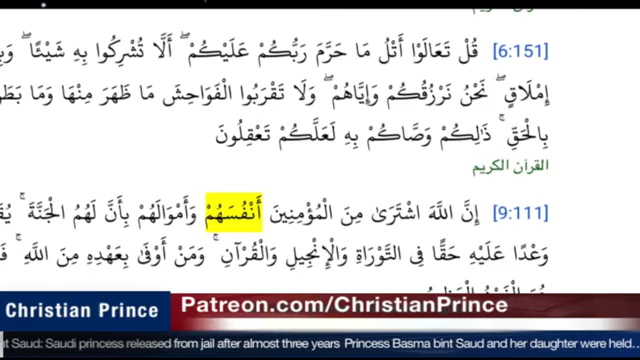 [6:151] قُلْ تَعَالَوْا أَتْلُ مَا حَرَّمَ رَبُّكُمْ عَلَيْكُمْ ۖ أَلَّا تُشْرِكُوا بِهِ شَيْئًا ۖ
إِمْلَاقٍ ۖ نَحْنُ نَرْزُقُكُمْ وَإِيَّاهُمْ ۖ وَلَا تَقْرَبُوا الْفَوَاحِشَ مَا ظَهَرَ مِنْهَا وَمَا
بِالْحَقِّ ۚ ذَٰلِكُمْ وَصَّاكُمْ بِهِ لَعَلَّكُمْ تَعْقِلُونَ
القرآن الكريم
[9:111] إِنَّ اللَّهَ اشْتَرَىٰ مِنَ الْمُؤْمِنِينَ أَنْفُسَهُمْ وَأَمْوَالَهُمْ بِأَنَّ لَهُمُ الْجَنَّةَ ۚ
وَعْدًا عَلَيْهِ حَقًّا فِي التَّوْرَاةِ وَالْإِنْجِيلِ وَالْقُرْآنِ ۚ وَمَنْ أَوْفَىٰ بِعَهْدِهِ مِنَ اللَّهِ ۚ
Christian Prince
Patreon.com/ChristianPrince
at Saud: Saudi princess released from jail after almost three years Princess Basma bint Saud and her daughter were held...